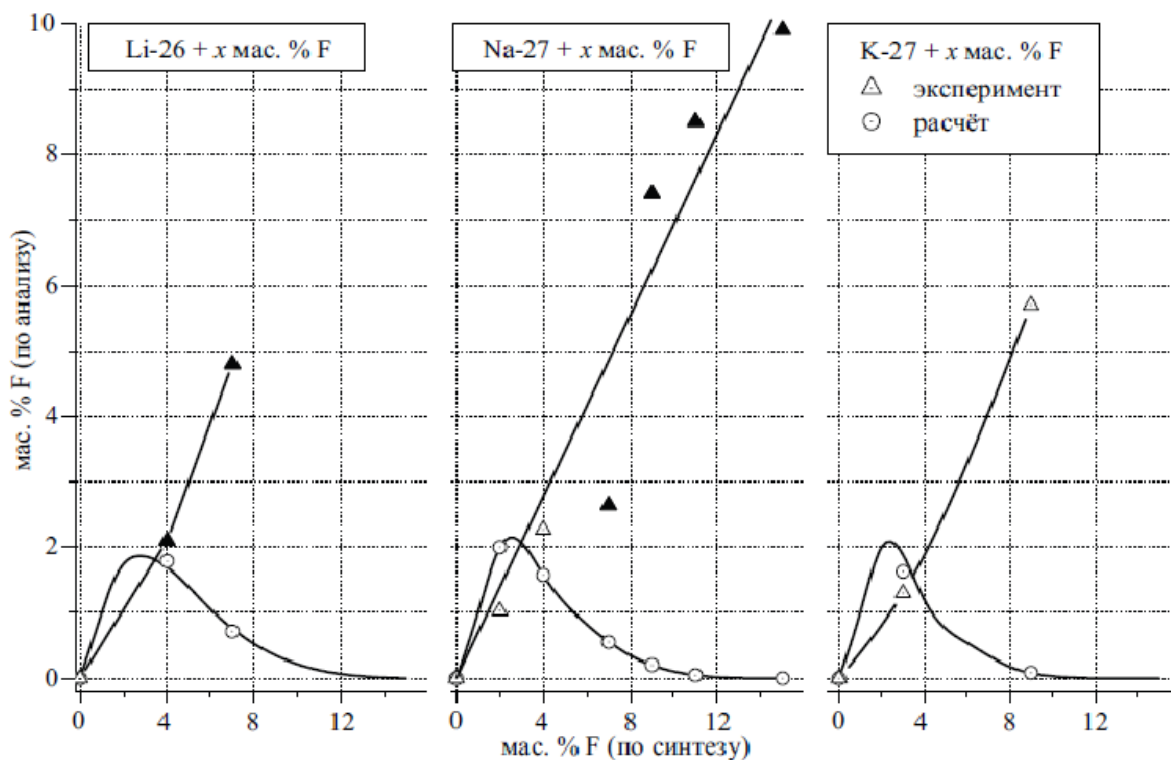 Li-26 + x мас. % F
Na-27 + x мас. % F
K-27 + x мас. % F
эксперимент
расчёт
мас. % F (по анализу)
10
8
6
4
2
0
0 4 8 12
0 4 8 12
0 4 8 12
мас. % F (по синтезу)